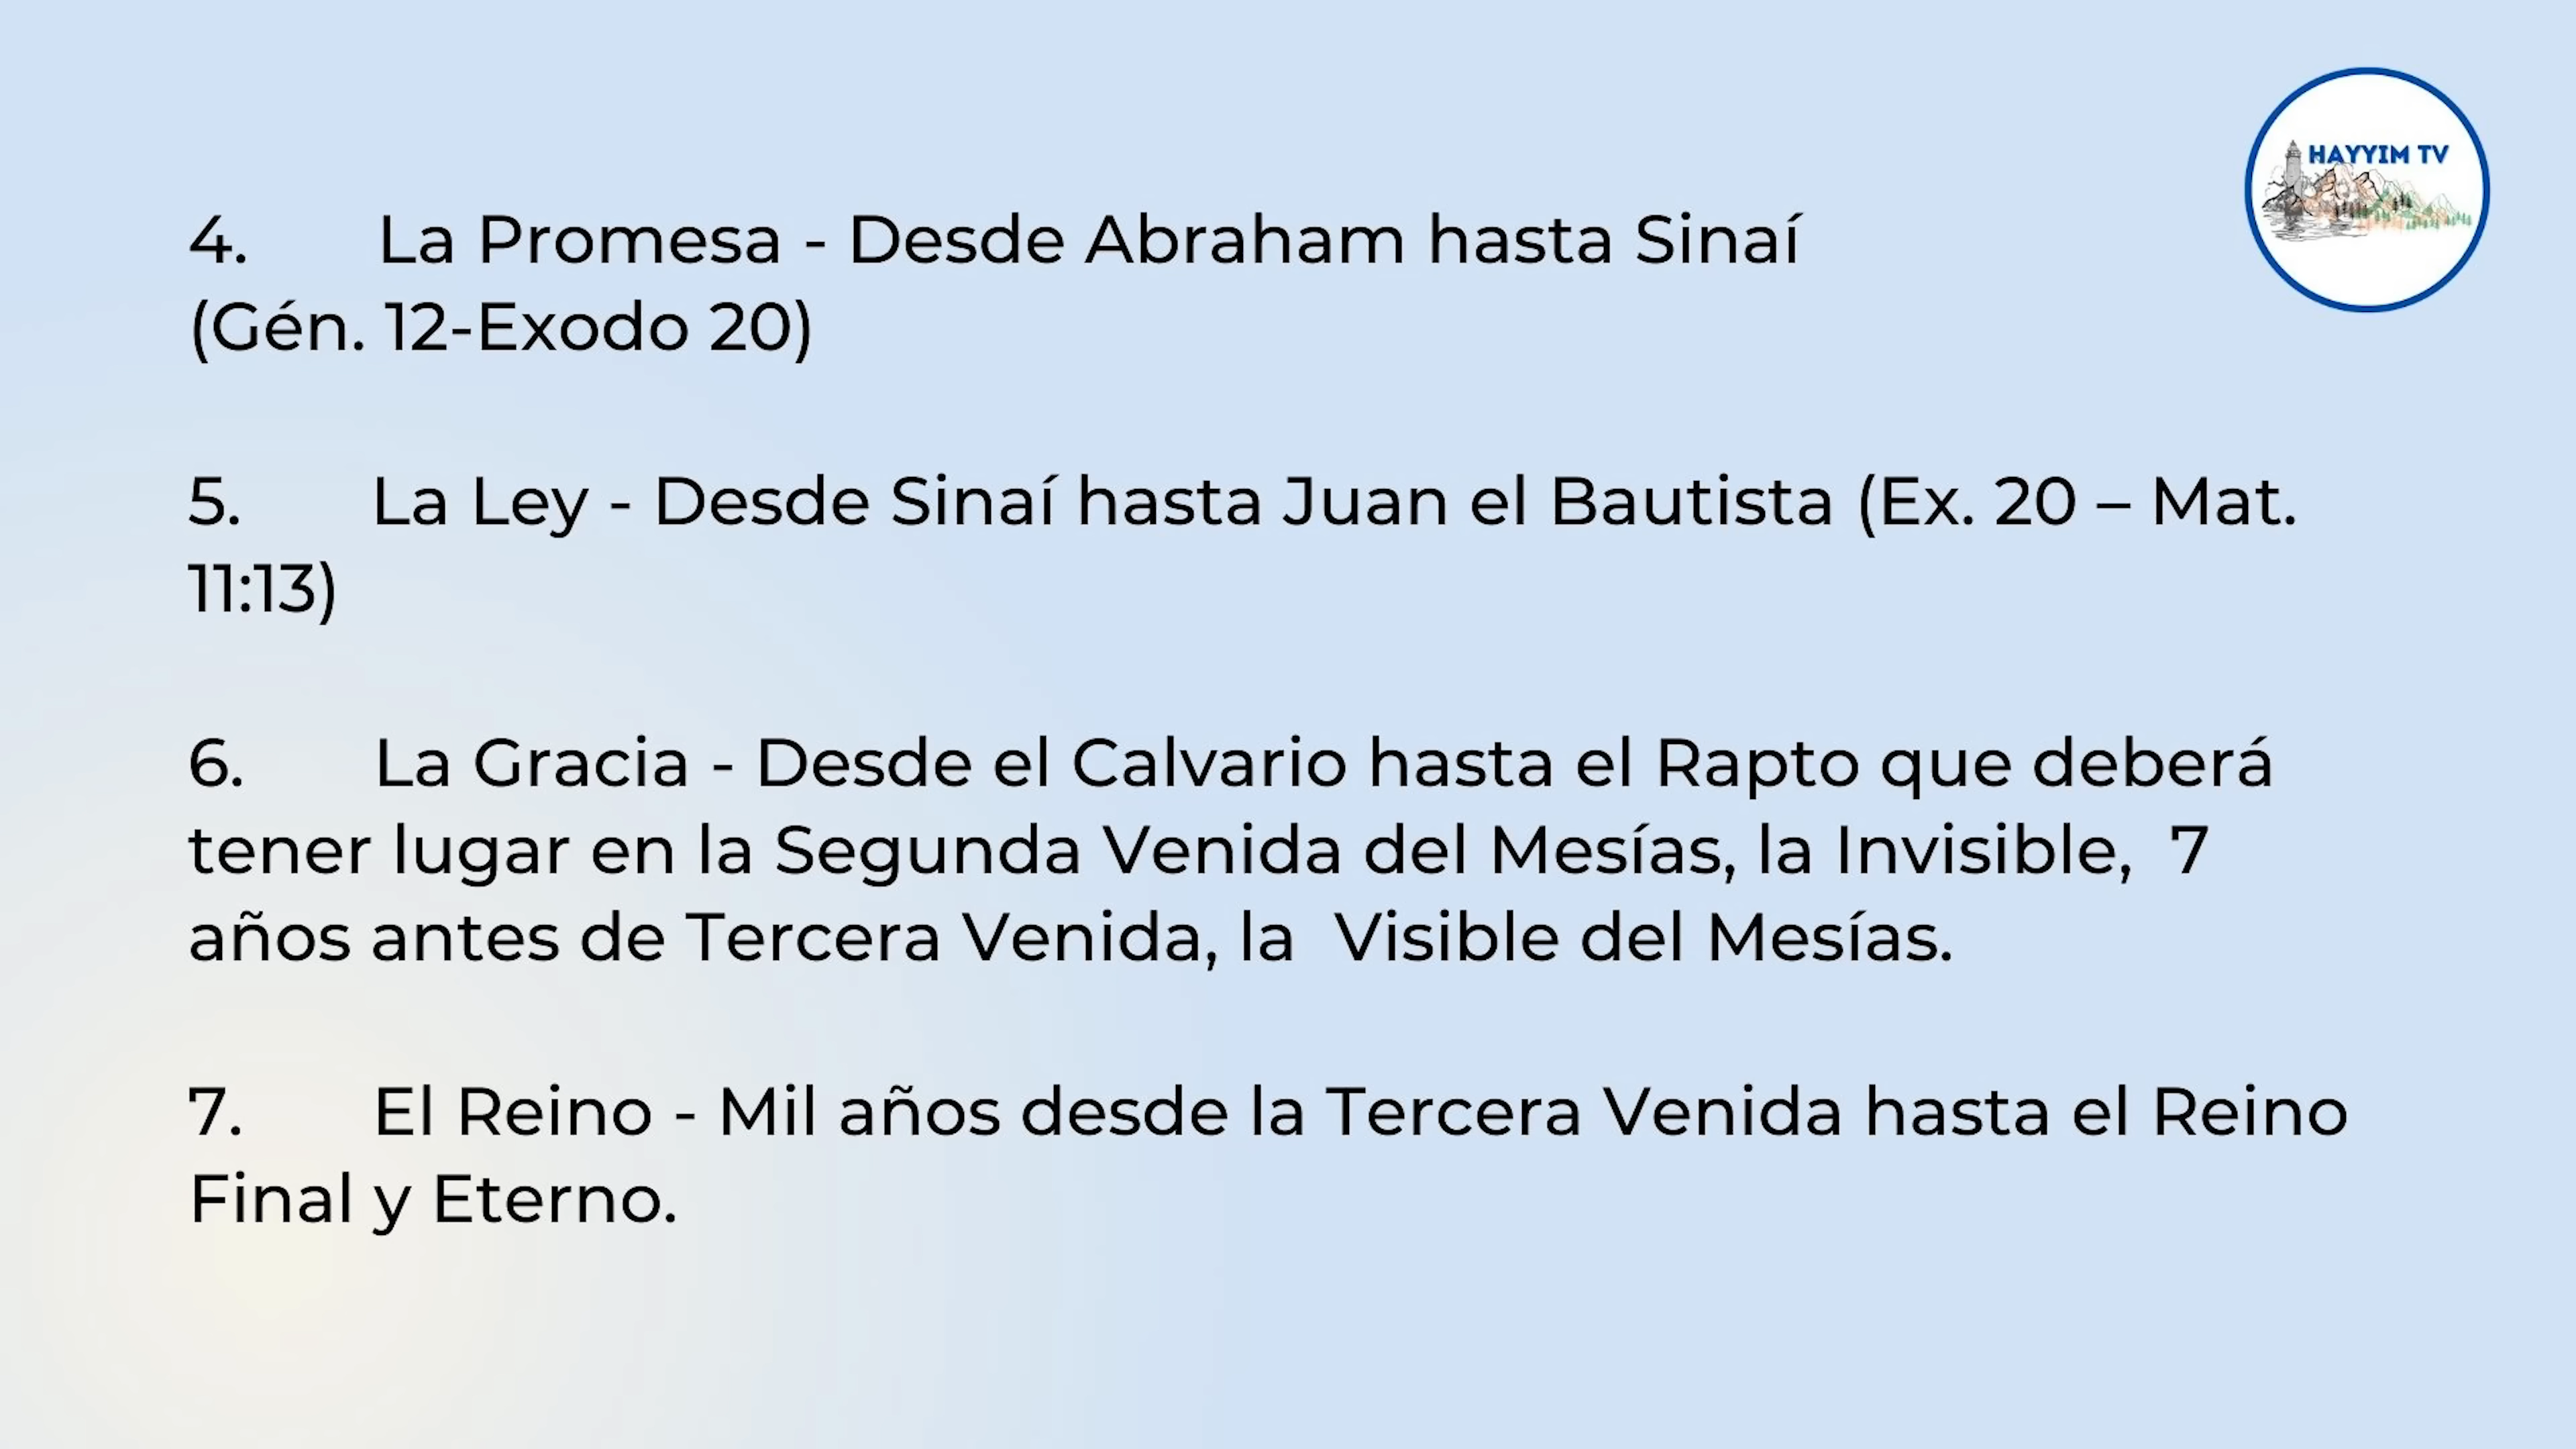 HAYYIM TV
4. La Promesa - Desde Abraham hasta Sinaí
(Gén. 12-Exodo 20)
5. La Ley - Desde Sinaí hasta Juan el Bautista (Ex. 20 – Mat.
11:13)
6. La Gracia - Desde el Calvario hasta el Rapto que deberá
tener lugar en la Segunda Venida del Mesías, la Invisible, 7
años antes de Tercera Venida, la Visible del Mesías.
7. El Reino - Mil años desde la Tercera Venida hasta el Reino
Final y Eterno.